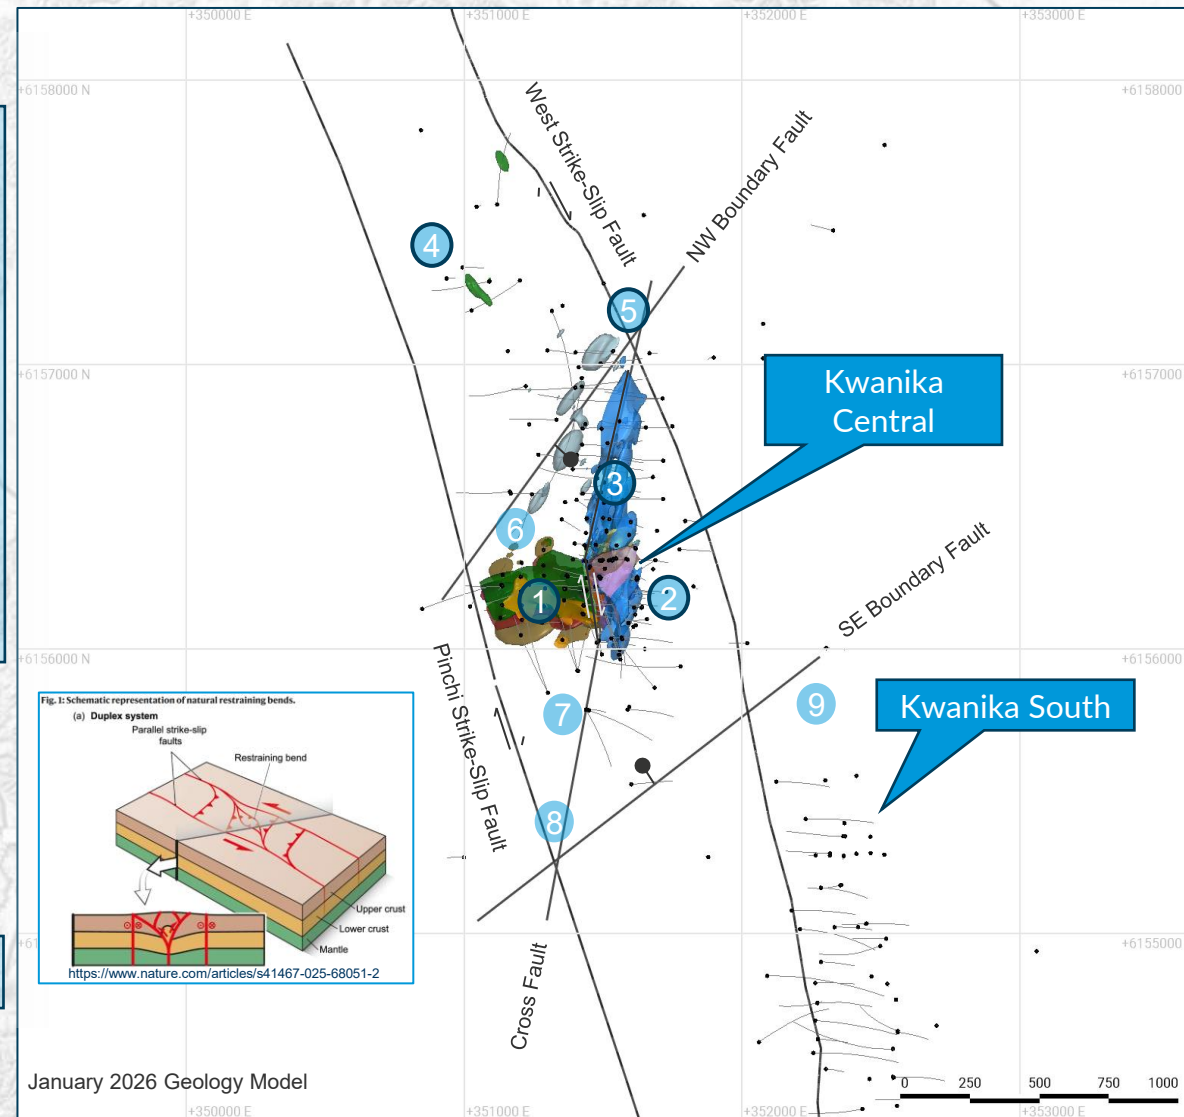 +350000 E
+351000 E
+352000 E
+353000 E
+6158000 N
+6158000
West Strike-Slip Fault
NW Boundary Fault
4
5
+6157000 N
+6157000
Kwanika
Central
3
6
1
2
SE Boundary Fault
+6156000 N
+6156000
Pinchi Strike-Slip Fault
7
9
Kwanika South
8
Fig. 1: Schematic representation of natural restraining bends.
(a) Duplex system
Parallel strike-slip
faults
Restraining bend
Upper crust
Lower crust
Mantle
https://www.nature.com/articles/s41467-025-68051-2
+61
+6155000
Cross Fault
January 2026 Geology Model
0 250 500 750 1000
+350000 E
+351000 E
+352000 E
+353000 E